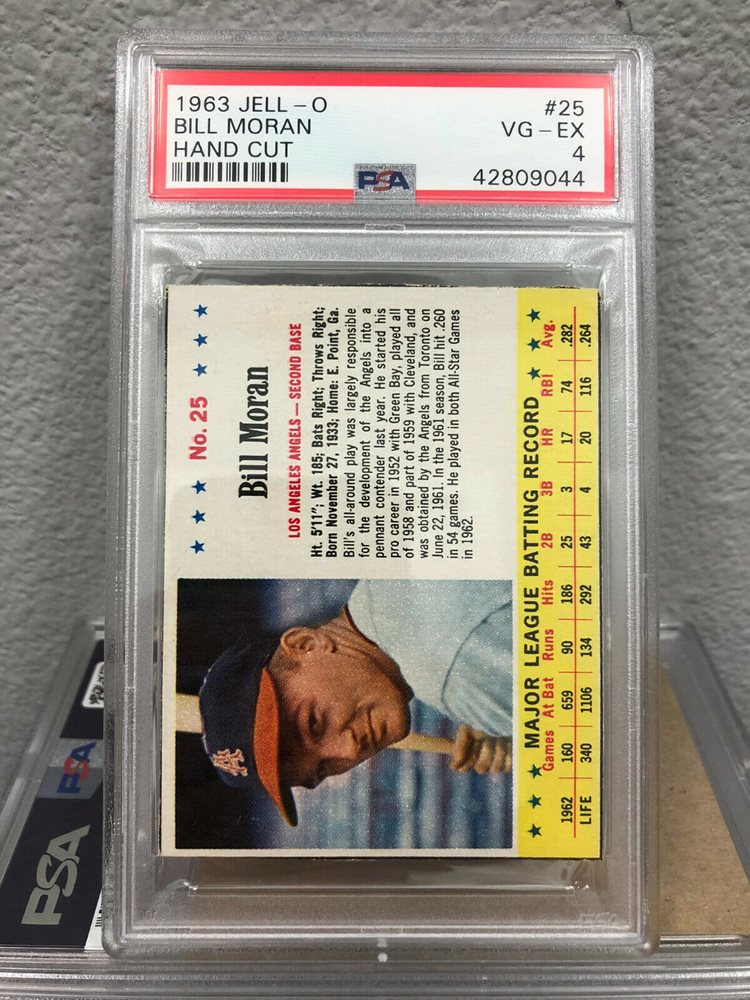 1963 JELL-O #25
BILL MORAN VG-EX
HAND CUT 4
PSA 42809044
★ ★ ★ No. 25 ★ ★ ★
Bill Moran
LOS ANGELES ANGELS — SECOND BASE
Ht. 5'11"; Wt. 185; Bats Right; Throws Right;
Born November 27, 1933; Home: E. Point, Ga.
Bill's all-around play was largely responsible
for the development of the Angels into a
pennant contender last year. He started his
pro career in 1952 with Green Bay, played all
of 1958 and part of 1959 with Cleveland, and
was obtained by the Angels from Toronto on
June 22, 1961. In the 1961 season, Bill hit .260
in 54 games. He played in both All-Star Games
in 1962.
LA
★ ★ ★ MAJOR LEAGUE BATTING RECORD ★ ★ ★
Games At Bat Runs Hits 2B 3B HR RBI Avg.
1962 160 659 90 186 25 3 17 74 .282
LIFE 340 1106 134 292 43 4 20 116 .264
PSA
PSA